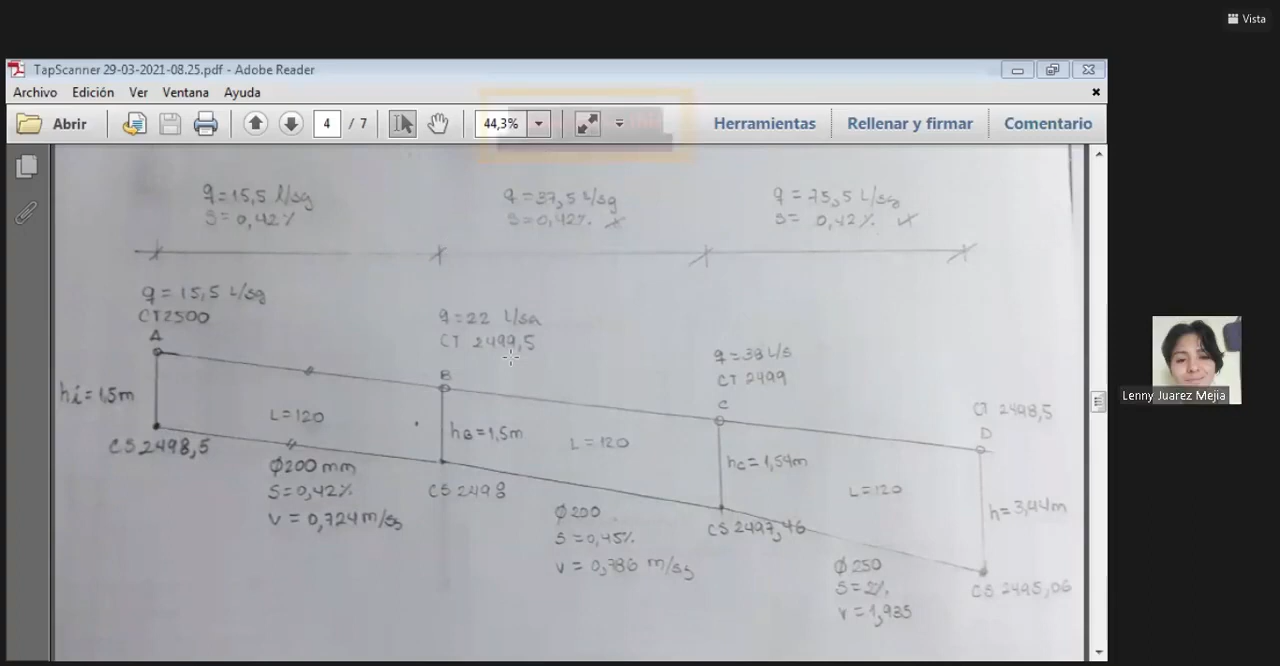 Vista
TapScanner 29-03-2021-08.25.pdf - Adobe Reader
Archivo Edición Ver Ventana Ayuda
Abrir 4 / 7 44,3% Herramientas Rellenar y firmar Comentario
q=15,5 l/sg
S=0,42%
q=37,5 L/sg
S=0,42%.
q=75,5 L/sg
S= 0,42%.
q=15,5 L/sg
CT2500
A
q=22 L/sg
CT 2499,5
B
q=38 L/s
CT 2499
C
CT 2498,5
D
hi=1,5m
L=120
hB=1,5m
L=120
hc=1,54m
L=120
h=3,44m
CS 2498,5
Ø200 mm
S=0,42%
V=0,724m/sg
CS 2498
Ø200
S=0,45%.
V=0,786 m/sg
CS 2497,46
Ø250
S=2%.
V=1,935
CS 2495,06
Lenny Juarez Mejia